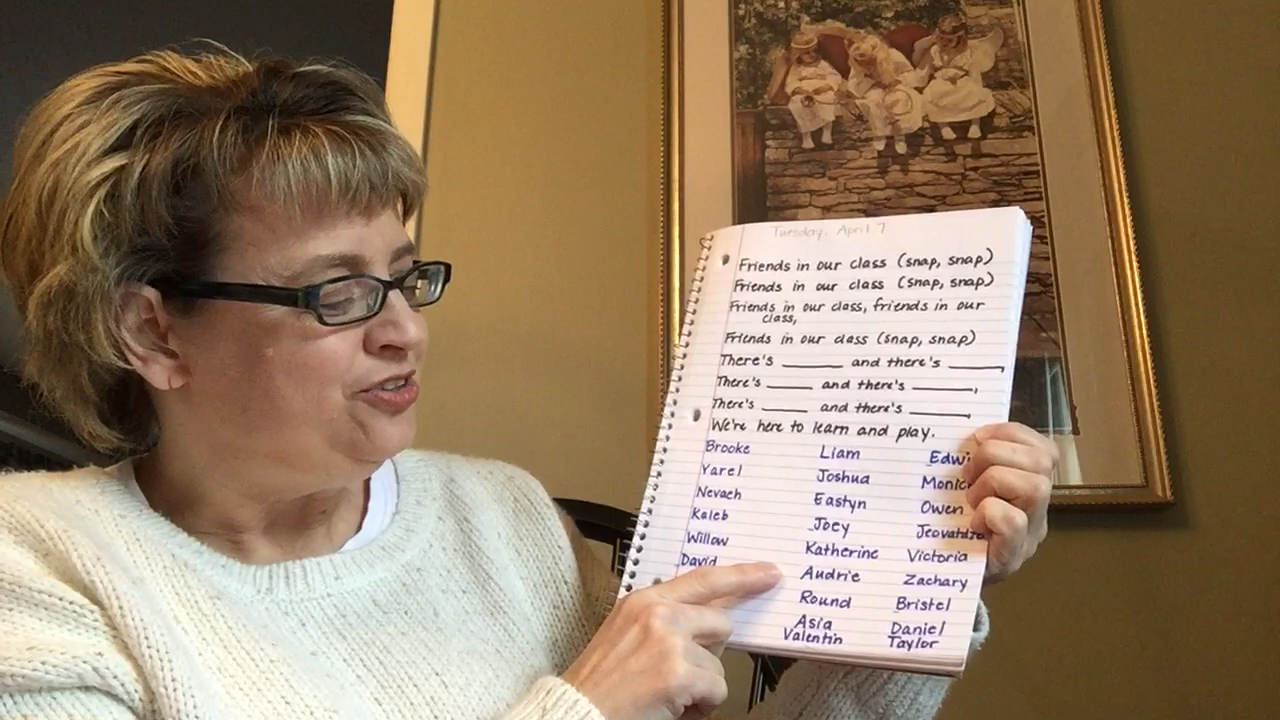 Tuesday, April 7
Friends in our class (snap, snap)
Friends in our class (snap, snap)
Friends in our class, friends in our
class,
Friends in our class (snap, snap)
There's ______ and there's ______,
There's ______ and there's ______,
There's ______ and there's ______,
We're here to learn and play.
Brooke Liam Edwi
Yarel Joshua Monic
Nevaeh Eastyn Owen
Kaleb Joey
Willow Katherine Victoria
David Audrie Zachary
Round Bristel
Asia Daniel
Valentin Taylor